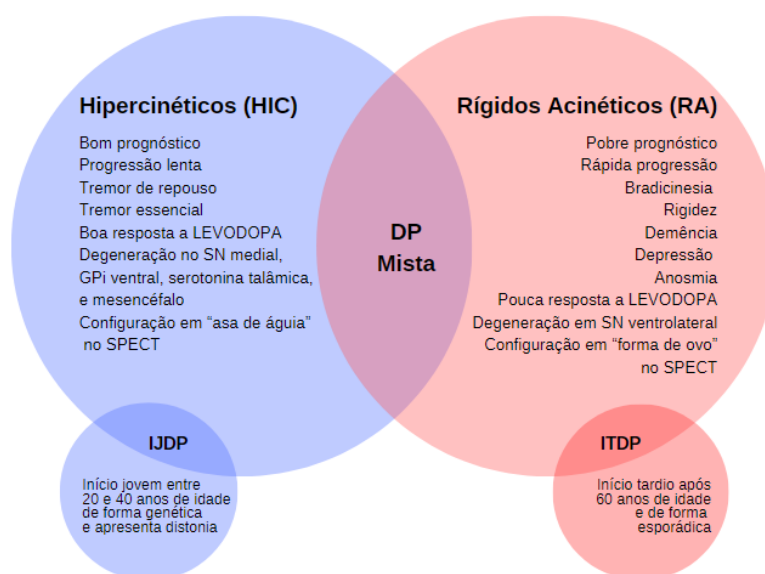 Hipercinéticos (HIC)
Bom prognóstico
Progressão lenta
Tremor de repouso
Tremor essencial
Boa resposta a LEVODOPA
Degeneração no SN medial,
GPi ventral, serotonina talâmica,
e mesencéfalo
Configuração em “asa de águia”
no SPECT
DP
Mista
Rígidos Acinéticos (RA)
Pobre prognóstico
Rápida progressão
Bradicinesia
Rigidez
Demência
Depressão
Anosmia
Pouca resposta a LEVODOPA
Degeneração em SN ventrolateral
Configuração em “forma de ovo”
no SPECT
IJDP
Início jovem entre
20 e 40 anos de idade
de forma genética
e apresenta distonia
ITDP
Início tardio após
60 anos de idade
e de forma
esporádica